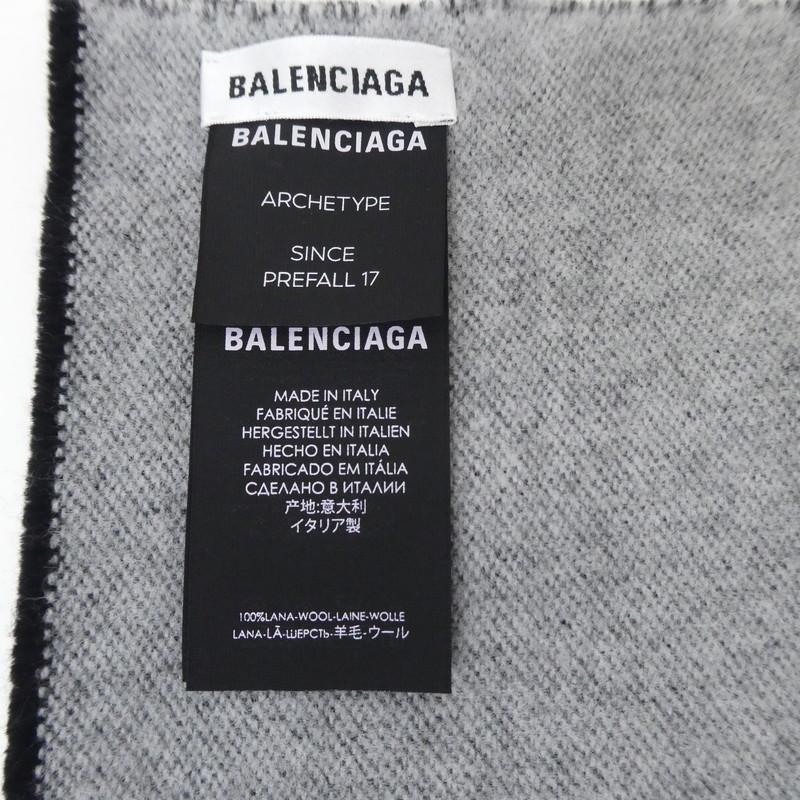 BALENCIAGA
BALENCIAGA
ARCHETYPE
SINCE
PREFALL 17
BALENCIAGA
MADE IN ITALY
FABRIQUÉ EN ITALIE
HERGESTELLT IN ITALIEN
HECHO EN ITALIA
FABRICADO EM ITÁLIA
СДЕЛАНО В ИТАЛИИ
产地:意大利
イタリア製
100%LANA-WOOL-LAINE-WOLLE
LANA-LÃ-ШЕРСТЬ-羊毛-ウール